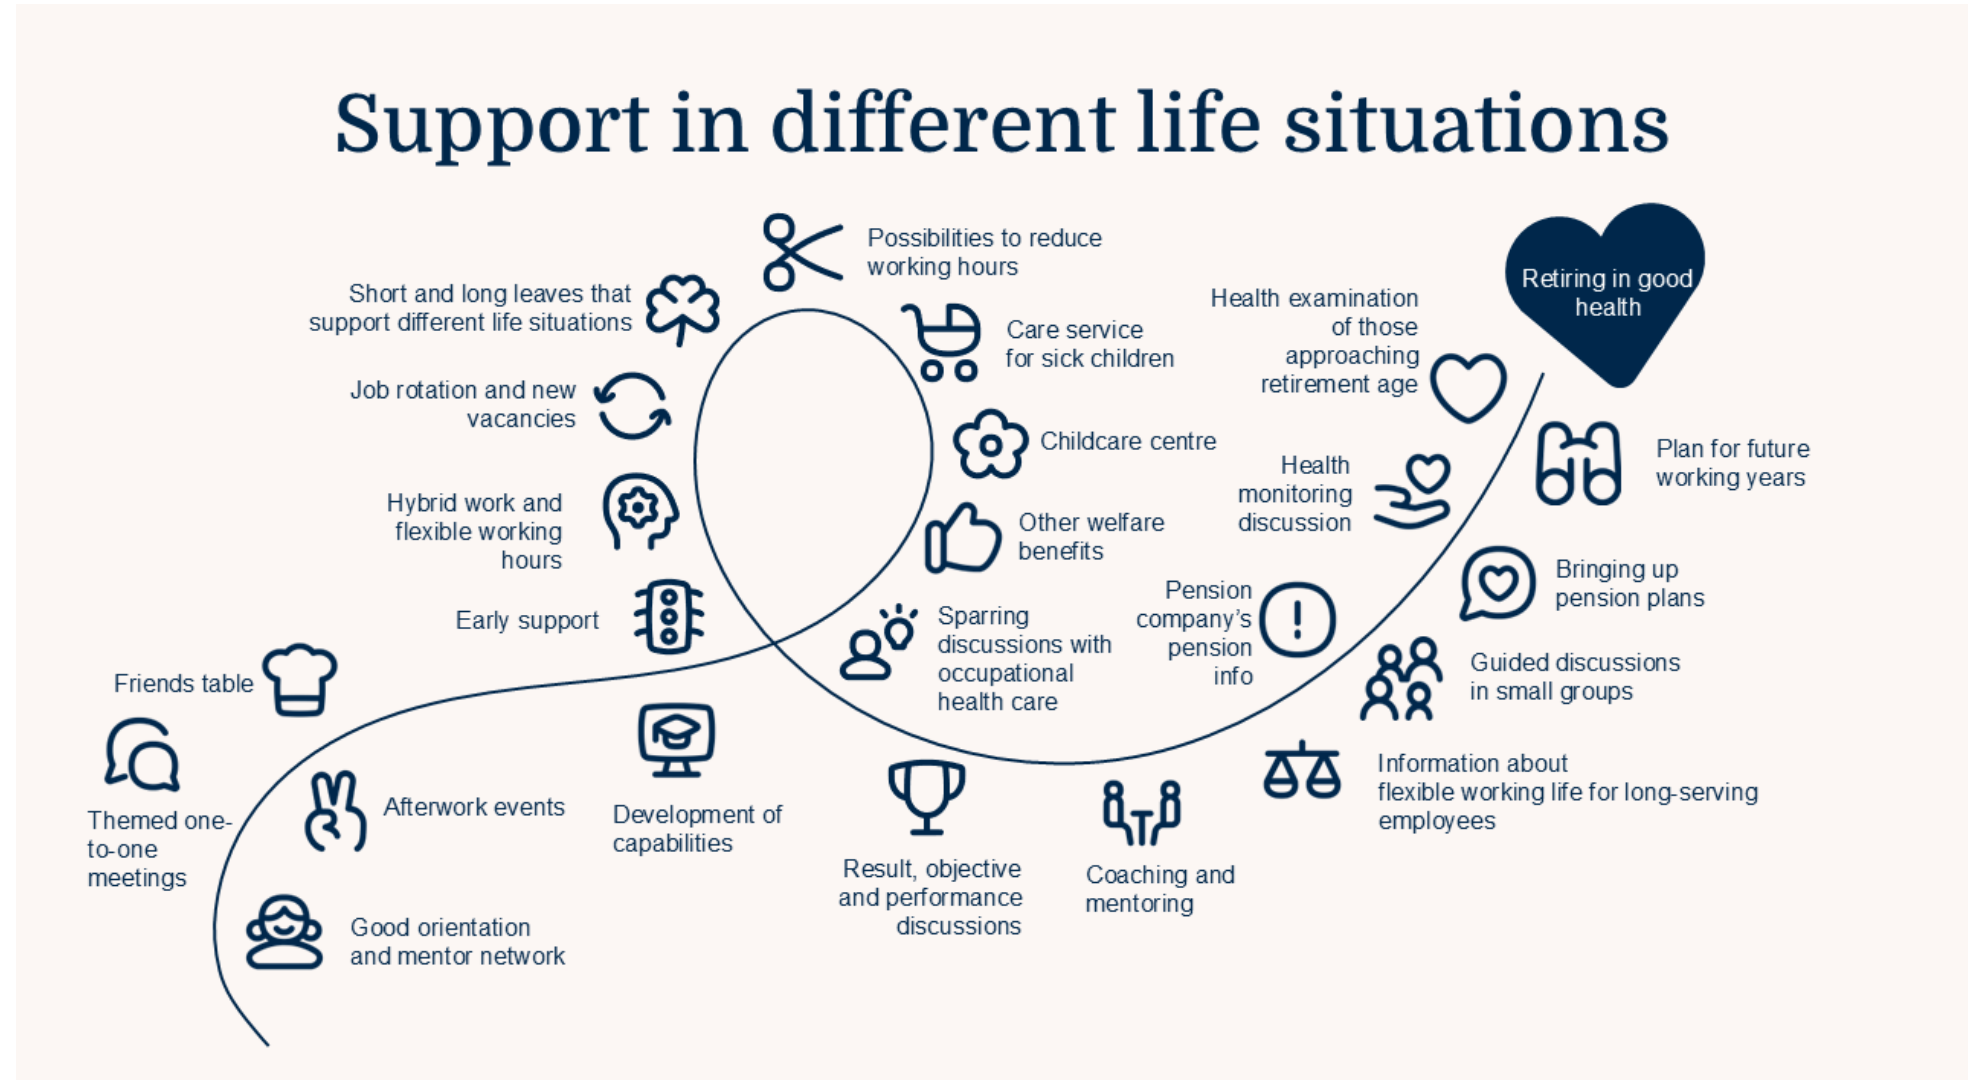 Support in different life situations
Possibilities to reduce
working hours
Short and long leaves that
support different life situations
Care service
for sick children
Health examination
of those
approaching
retirement age
Retiring in good
health
Job rotation and new
vacancies
Childcare centre
Health
monitoring
discussion
Plan for future
working years
Hybrid work and
flexible working
hours
Other welfare
benefits
Early support
Sparring
discussions with
occupational
health care
Pension
company’s
pension
info
Bringing up
pension plans
Friends table
Guided discussions
in small groups
Themed one-
to-one
meetings
Afterwork events
Development of
capabilities
Information about
flexible working life for long-serving
employees
Result, objective
and performance
discussions
Coaching and
mentoring
Good orientation
and mentor network